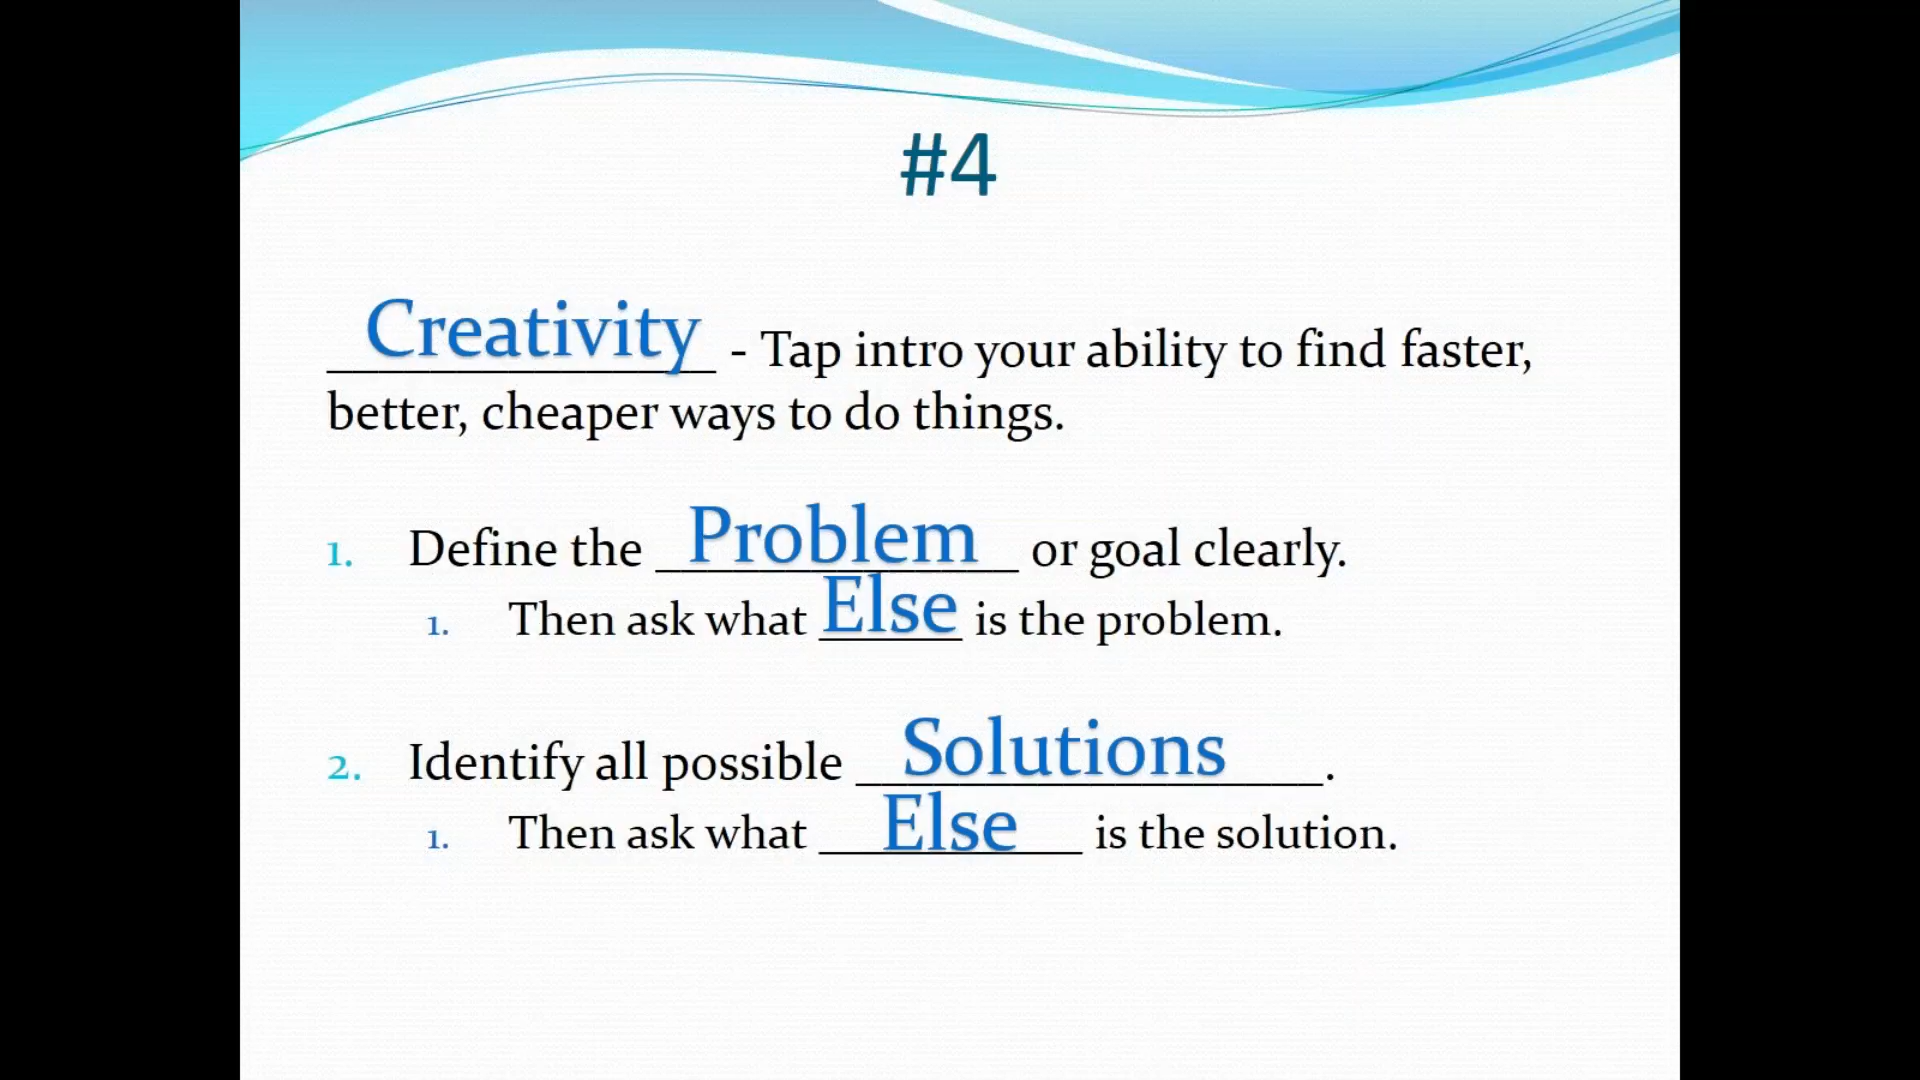 #4
Creativity - Tap intro your ability to find faster,
better, cheaper ways to do things.
1. Define the Problem or goal clearly.
1. Then ask what Else is the problem.
2. Identify all possible Solutions.
1. Then ask what Else is the solution.